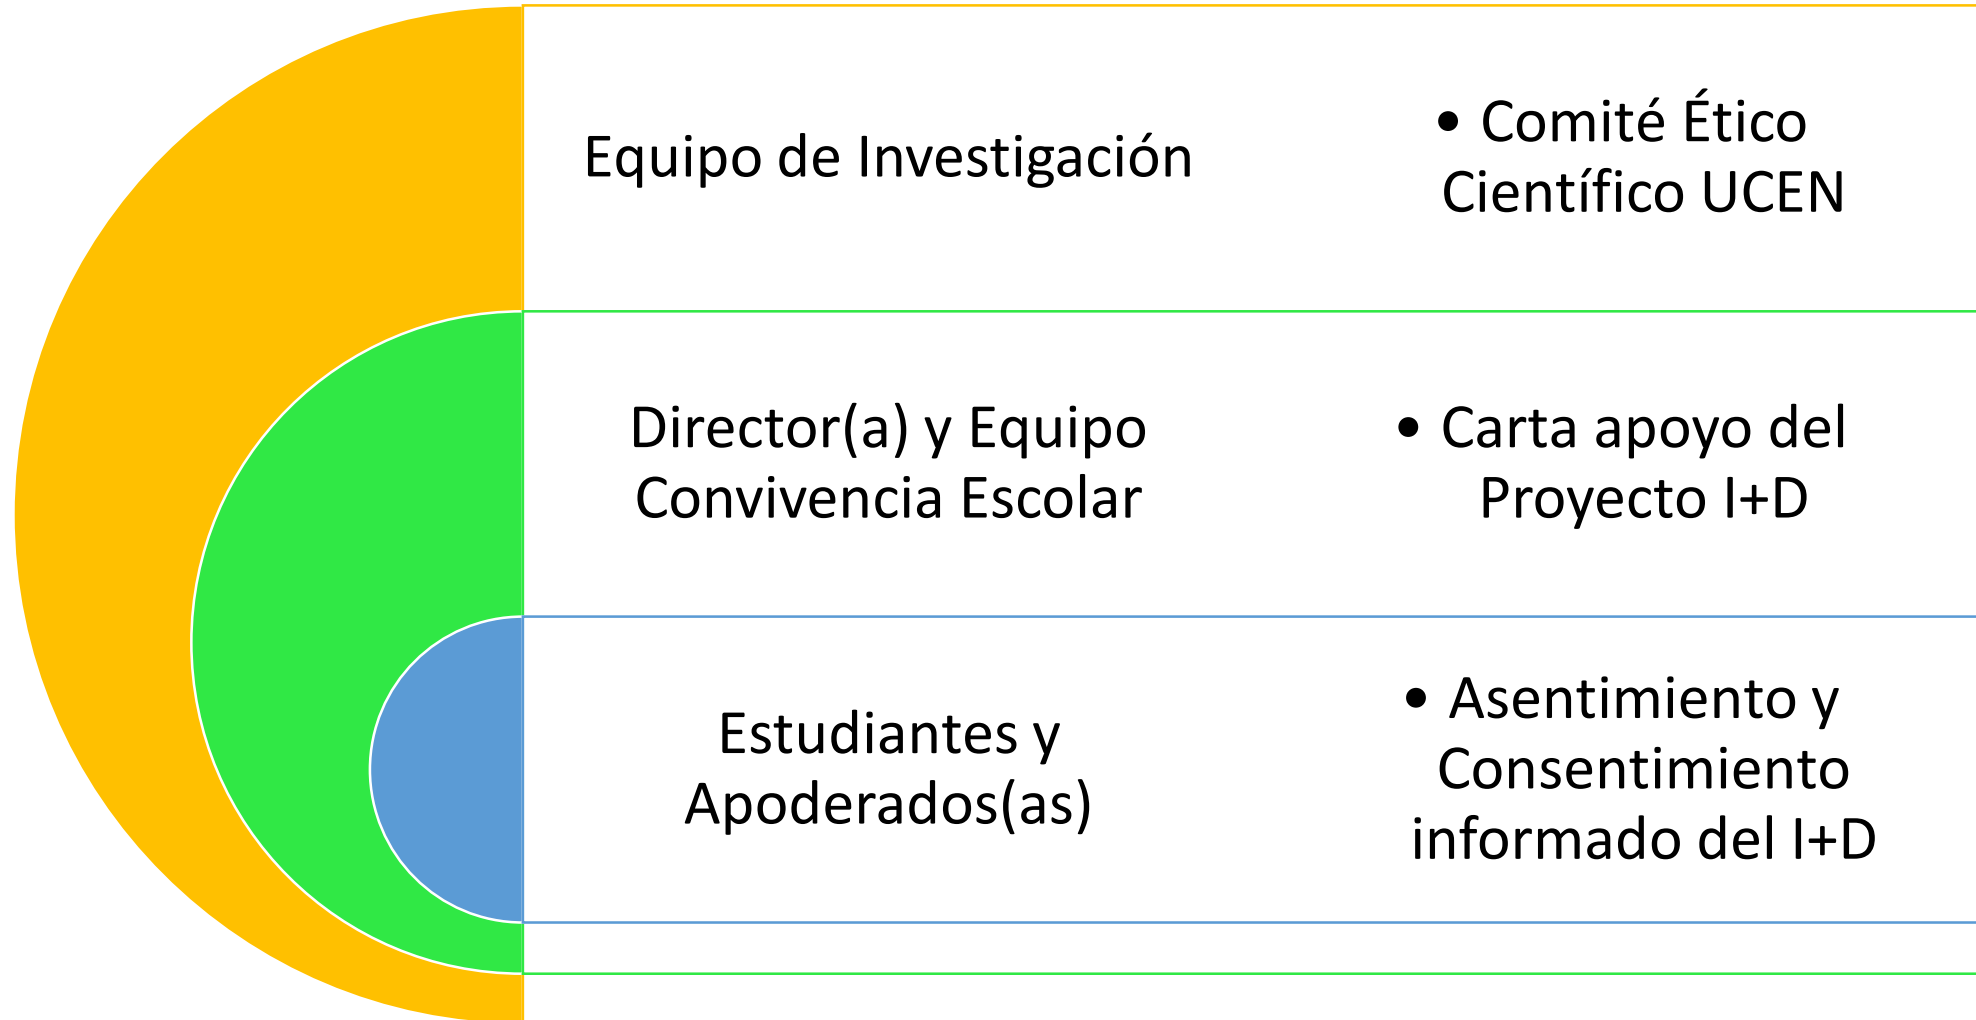 Equipo de Investigación
• Comité Ético
Científico UCEN
Director(a) y Equipo
Convivencia Escolar
• Carta apoyo del
Proyecto I+D
Estudiantes y
Apoderados(as)
• Asentimiento y
Consentimiento
informado del I+D